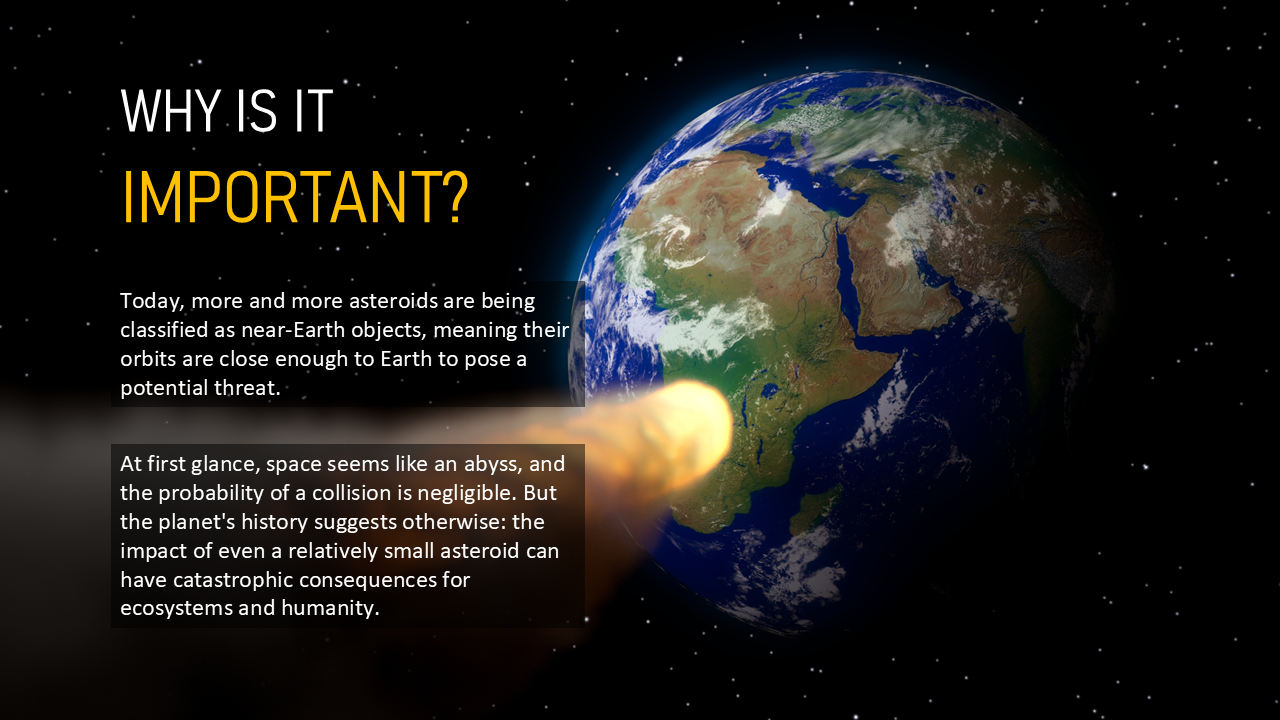 WHY IS IT
IMPORTANT?
Today, more and more asteroids are being
classified as near-Earth objects, meaning their
orbits are close enough to Earth to pose a
potential threat.
At first glance, space seems like an abyss, and
the probability of a collision is negligible. But
the planet's history suggests otherwise: the
impact of even a relatively small asteroid can
have catastrophic consequences for
ecosystems and humanity.